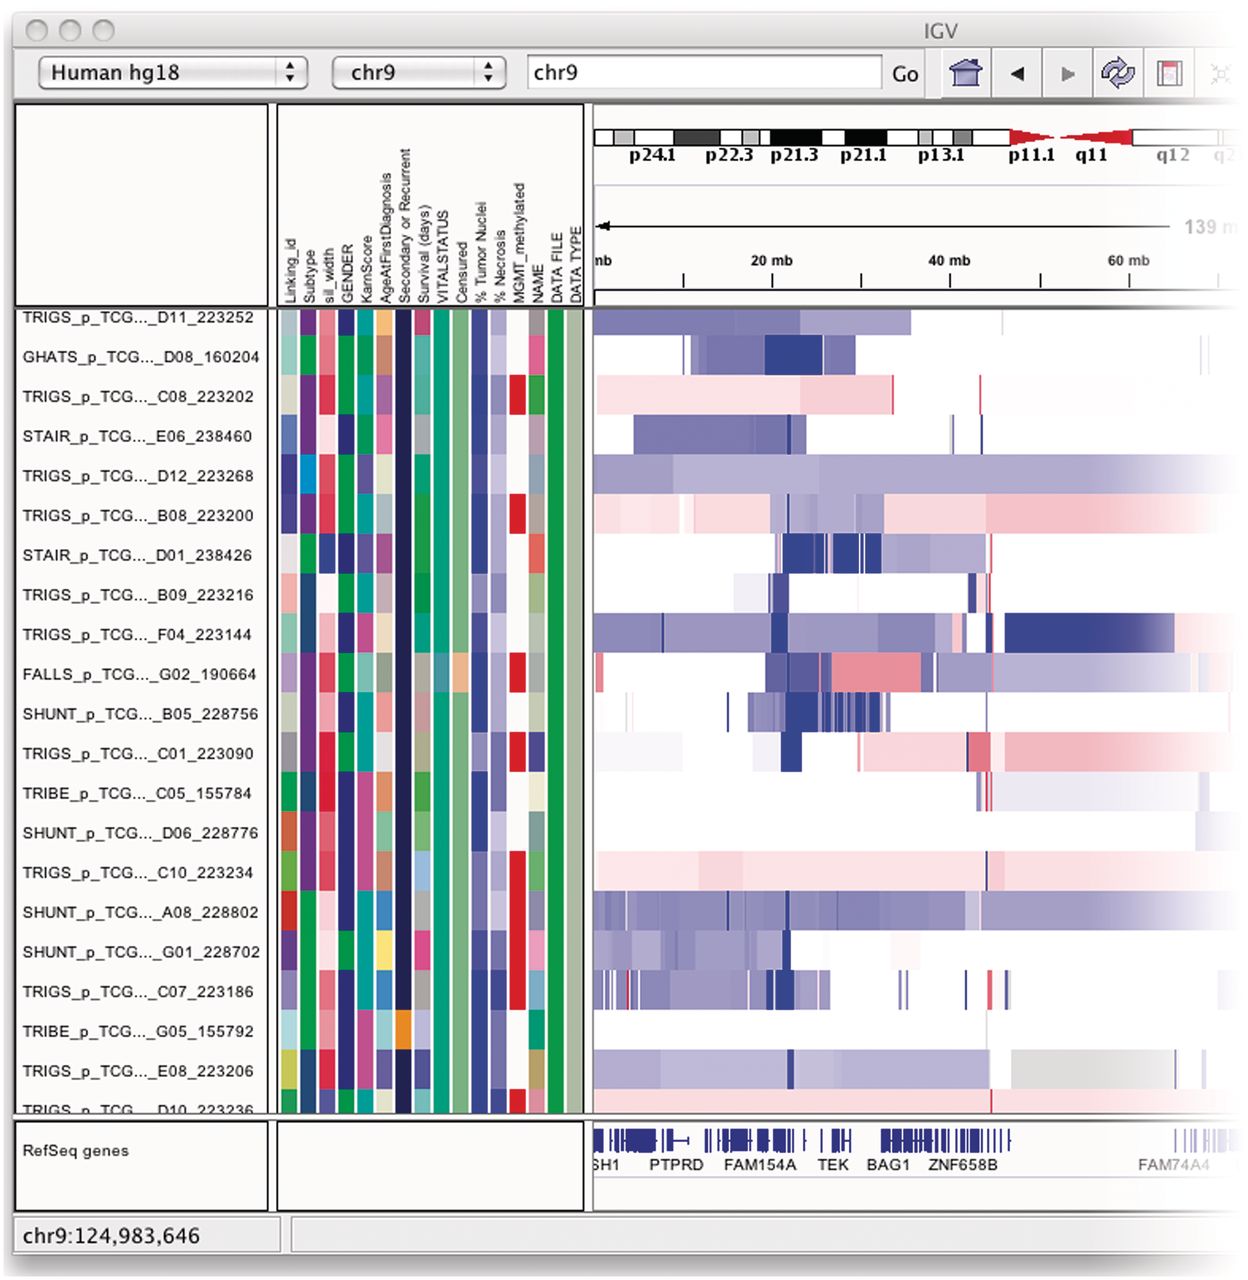 IGV
Human hg18
chr9
chr9
Go
p24.1 p22.3 p21.3 p21.1 p13.1 p11.1 q11 q12
139 m
mb 20 mb 40 mb 60 mb
Linking_id
Subtype
sil_width
GENDER
KarnScore
AgeAtFirstDiagnosis
Secondary or Recurrent
Survival (days)
VITALSTATUS
Censured
% Tumor Nuclei
% Necrosis
MGMT_methylated
NAME
DATA FILE
DATA TYPE
TRIGS_p_TCG..._D11_223252
GHATS_p_TCG..._D08_160204
TRIGS_p_TCG..._C08_223202
STAIR_p_TCG..._E06_238460
TRIGS_p_TCG..._D12_223268
TRIGS_p_TCG..._B08_223200
STAIR_p_TCG..._D01_238426
TRIGS_p_TCG..._B09_223216
TRIGS_p_TCG..._F04_223144
FALLS_p_TCG..._G02_190664
SHUNT_p_TCG..._B05_228756
TRIGS_p_TCG..._C01_223090
TRIBE_p_TCG..._C05_155784
SHUNT_p_TCG..._D06_228776
TRIGS_p_TCG..._C10_223234
SHUNT_p_TCG..._A08_228802
SHUNT_p_TCG..._G01_228702
TRIGS_p_TCG..._C07_223186
TRIBE_p_TCG..._G05_155792
TRIGS_p_TCG..._E08_223206
TRIGS_p_TCG..._D10_223236
RefSeq genes
SH1 PTPRD FAM154A TEK BAG1 ZNF658B FAM74A4
chr9:124,983,646